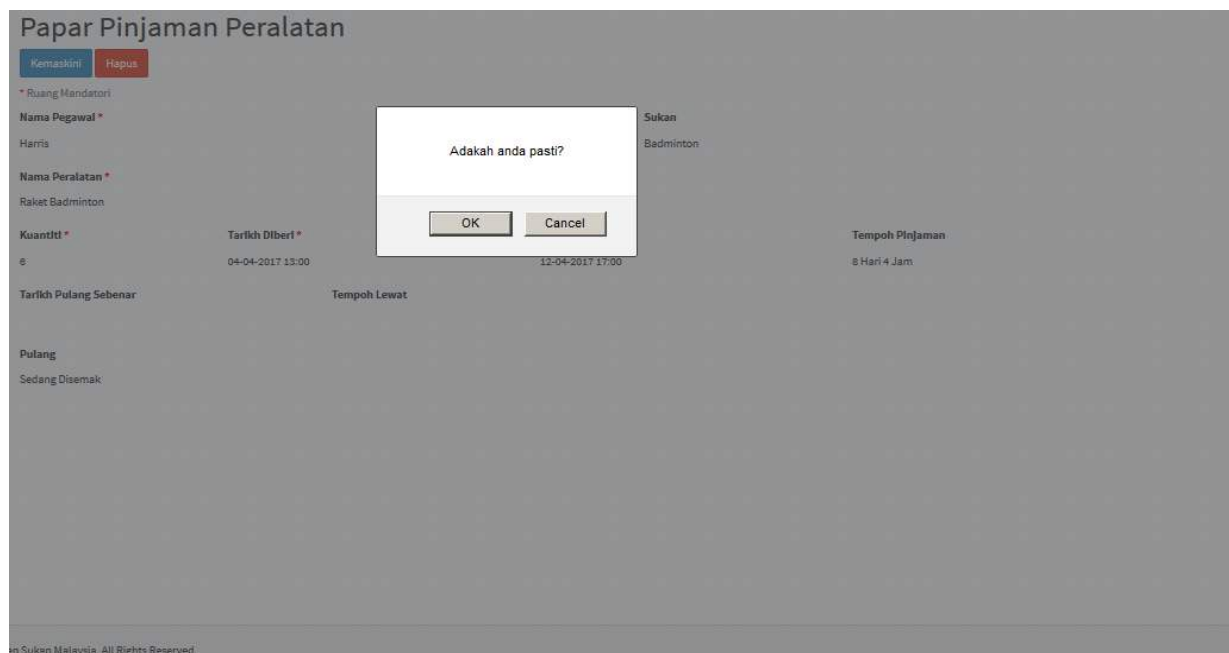 Papar Pinjaman Peralatan
Kemaskini Hapus
* Ruang Mandatori
Nama Pegawai * Sukan
Harris Badminton
Adakah anda pasti?
Nama Peralatan *
Raket Badminton
OK Cancel
Kuantiti * Tarikh Diberi * Tempoh Pinjaman
6 04-04-2017 13:00 12-04-2017 17:00 8 Hari 4 Jam
Tarikh Pulang Sebenar Tempoh Lewat
Pulang
Sedang Disemak
Sukan Malaysia. All Rights Reserved